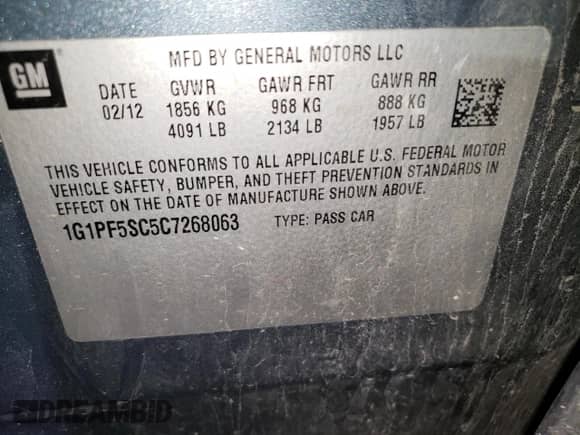 GM
MFD BY GENERAL MOTORS LLC
DATE GVWR GAWR FRT GAWR RR
02/12 1856 KG 968 KG 888 KG
4091 LB 2134 LB 1957 LB
THIS VEHICLE CONFORMS TO ALL APPLICABLE U.S. FEDERAL MOTOR
VEHICLE SAFETY, BUMPER, AND THEFT PREVENTION STANDARDS IN
EFFECT ON THE DATE OF MANUFACTURE SHOWN ABOVE.
1G1PF5SC5C7268063 TYPE: PASS CAR
DREAMBID